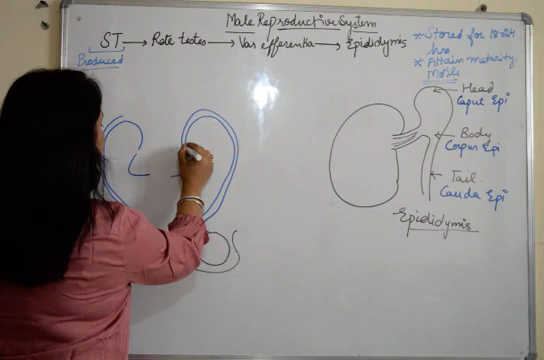 Male Reproductive System
ST → Rete testes → Vas efferentia → Epididymis
Produced
* Stored for 18-24 hrs
* Attain maturity
Motile
Head
Caput Epi
Body
Corpus Epi
Tail
Cauda Epi
Epididymis